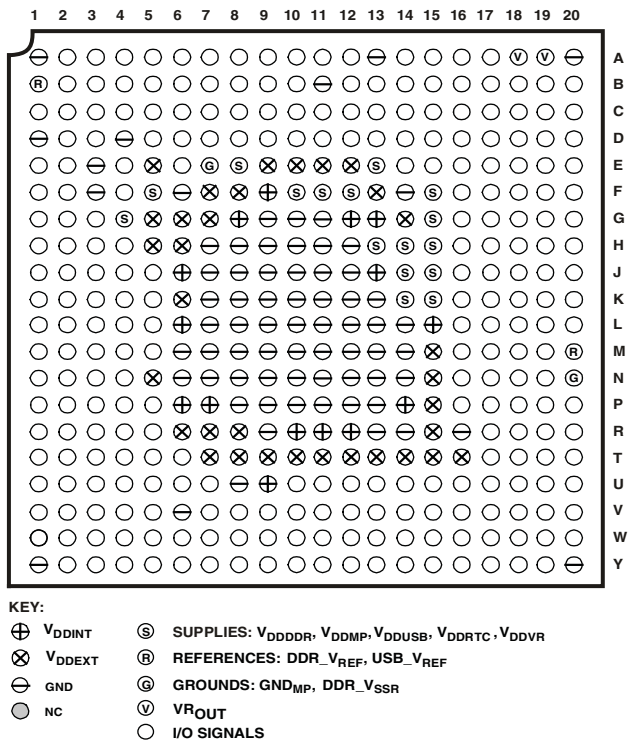 1 2 3 4 5 6 7 8 9 10 11 12 13 14 15 16 17 18 19 20
V V A
R B
C
D
G S S E
S S S S S F
S S G
S S S H
S S J
S S K
L
R M
G N
P
R
T
U
V
W
Y
KEY:
VDDINT S SUPPLIES: VDDDDR, VDDMP, VDDUSB, VDDRTC, VDDVR
VDDEXT R REFERENCES: DDR_VREF, USB_VREF
GND G GROUNDS: GNDMP, DDR_VSSR
NC V VROUT
I/O SIGNALS